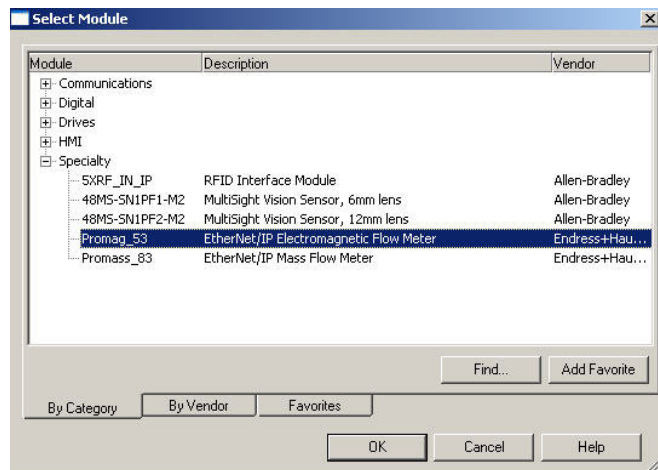 Select Module
Module Description Vendor
Communications
Digital
Drives
HMI
Specialty
5XRF_IN_IP RFID Interface Module Allen-Bradley
48MS-SN1PF1-M2 MultiSight Vision Sensor, 6mm lens Allen-Bradley
48MS-SN1PF2-M2 MultiSight Vision Sensor, 12mm lens Allen-Bradley
Promag_53 EtherNet/IP Electromagnetic Flow Meter Endress+Hau...
Promass_83 EtherNet/IP Mass Flow Meter Endress+Hau...
Find... Add Favorite
By Category By Vendor Favorites
OK Cancel Help